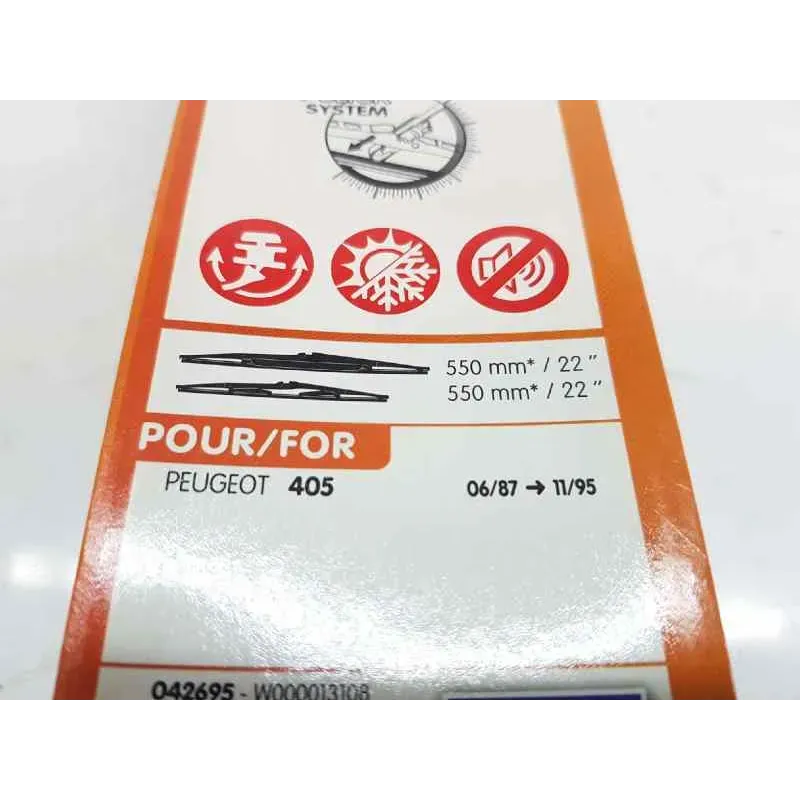 SYSTEM
550 mm* / 22 "
550 mm* / 22 "
POUR/FOR
PEUGEOT 405 06/87 → 11/95
042695 - W000013108